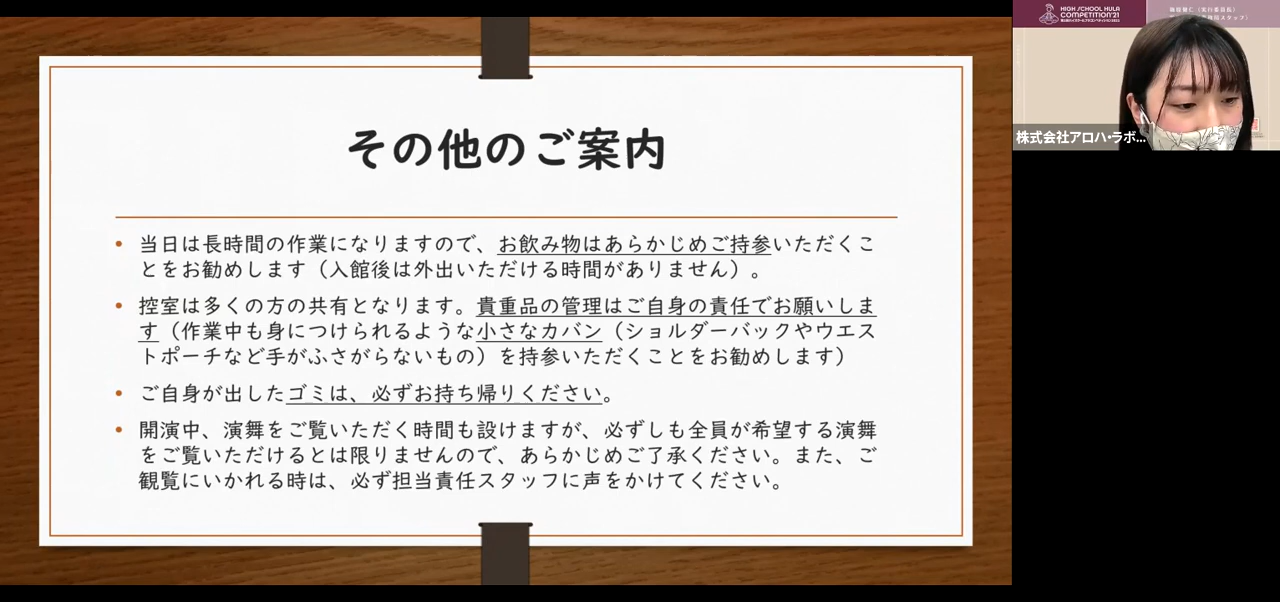 その他のご案内
• 当日は長時間の作業になりますので、お飲み物はあらかじめご持参いただくこ
とをお勧めします（入館後は外出いただける時間がありません）。
• 控室は多くの方の共有となります。貴重品の管理はご自身の責任でお願いしま
す（作業中も身につけられるような小さなカバン（ショルダーバックやウエス
トポーチなど手がふさがらないもの）を持参いただくことをお勧めします）
• ご自身が出したゴミは、必ずお持ち帰りください。
• 開演中、演舞をご覧いただく時間も設けますが、必ずしも全員が希望する演舞
をご覧いただけるとは限りませんので、あらかじめご了承ください。また、ご
観覧にいかれる時は、必ず担当責任スタッフに声をかけてください。
HIGH SCHOOL HULA
COMPETITION'21
株式会社アロハ・ラボ...